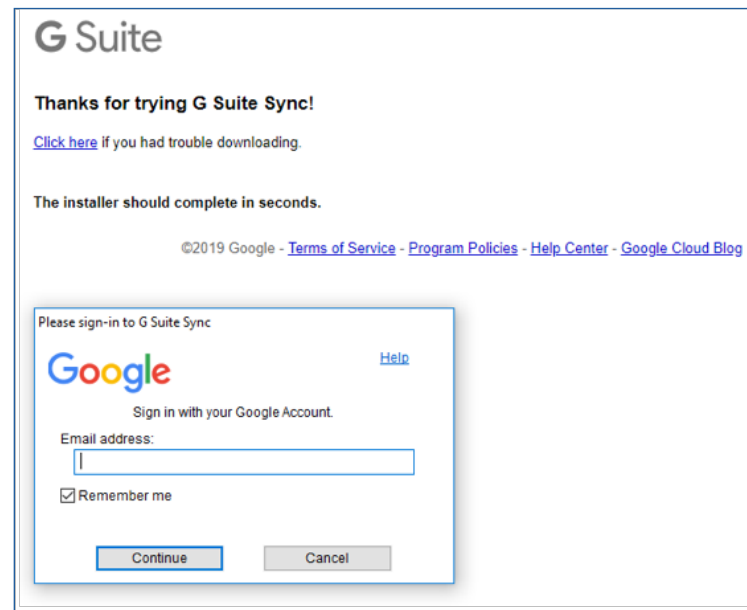 G Suite
Thanks for trying G Suite Sync!
Click here if you had trouble downloading.
The installer should complete in seconds.
©2019 Google - Terms of Service - Program Policies - Help Center - Google Cloud Blog
Please sign-in to G Suite Sync
Google
Help
Sign in with your Google Account.
Email address:
Remember me
Continue Cancel